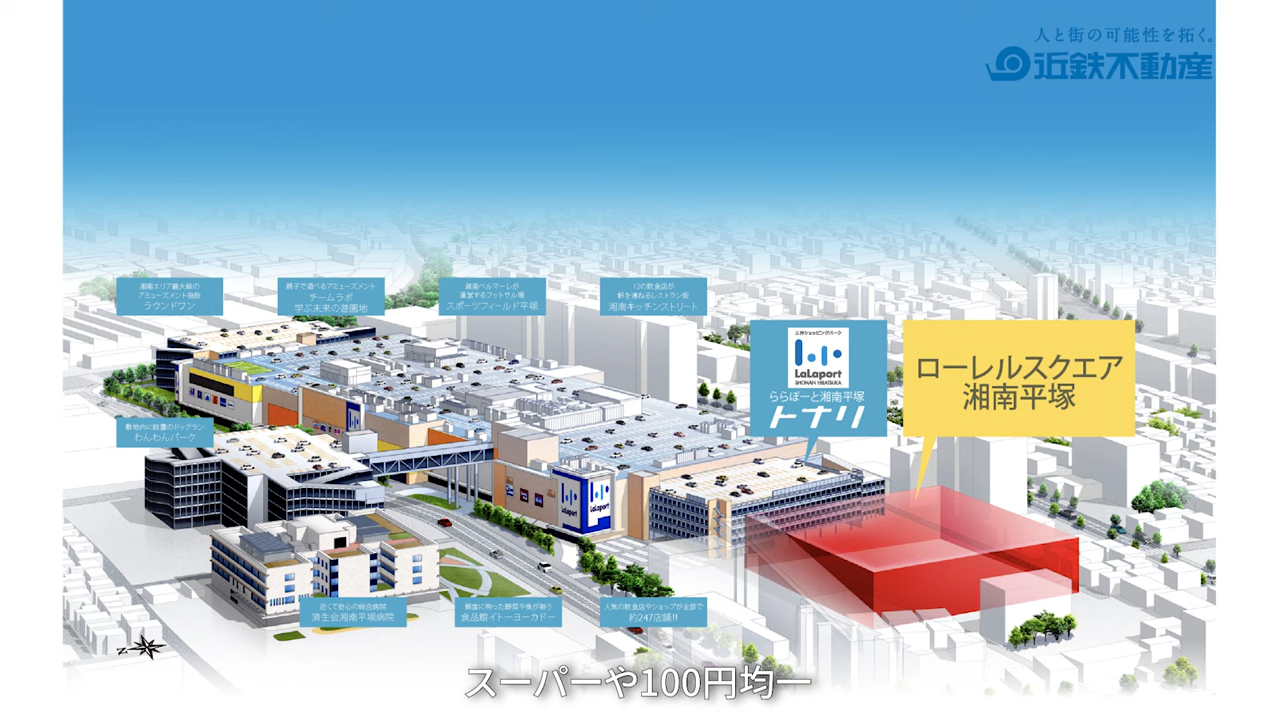 人と街の可能性を拓く。
近鉄不動産
湘南エリア最大級の
アミューズメント施設
ラウンドワン
親子で遊べるアミューズメント
チームラボ
学ぶ未来の遊園地
湘南ベルマーレが
運営するフットサル場
スポーツフィールド平塚
12の飲食店が
軒を連ねるレストラン街
湘南キッチンストリート
三井ショッピングパーク
LaLaport
SHONAN HIRATSUKA
ららぽーと湘南平塚
トナリ
ローレルスクエア
湘南平塚
敷地内に設置のドッグラン
わんわんパーク
LaLaport
LaLaport
近くて安心の総合病院
済生会湘南平塚病院
鮮度に拘った野菜や魚が揃う
食品館イトーヨーカドー
人気の飲食店やショップが全部で
約247店舗!!
Z
スーパーや100円均一